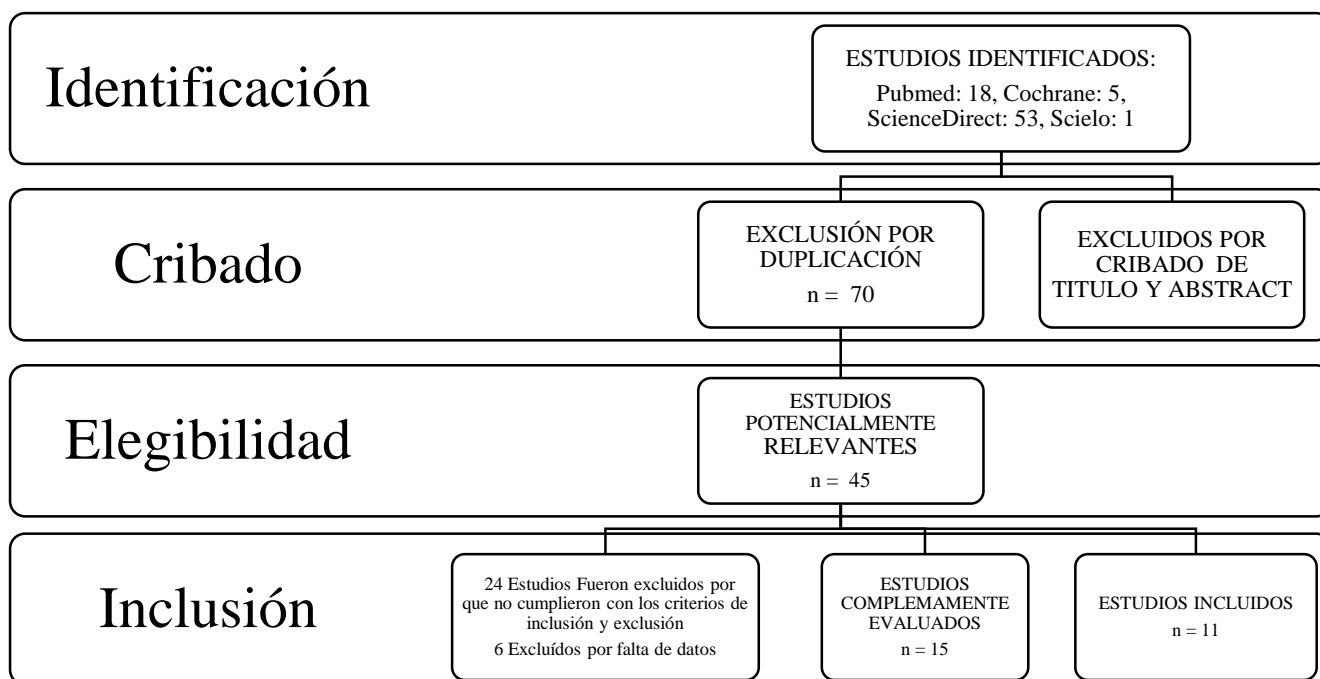 Identificación
ESTUDIOS IDENTIFICADOS:
Pubmed: 18, Cochrane: 5,
ScienceDirect: 53, Scielo: 1
Cribado
EXCLUSIÓN POR
DUPLICACIÓN
n = 70
EXCLUIDOS POR
CRIBADO DE
TITULO Y ABSTRACT
Elegibilidad
ESTUDIOS
POTENCIALMENTE
RELEVANTES
n = 45
Inclusión
24 Estudios Fueron excluidos por
que no cumplieron con los criterios de
inclusión y exclusión
6 Excluídos por falta de datos
ESTUDIOS
COMPLEMAMENTE
EVALUADOS
n = 15
ESTUDIOS INCLUIDOS
n = 11